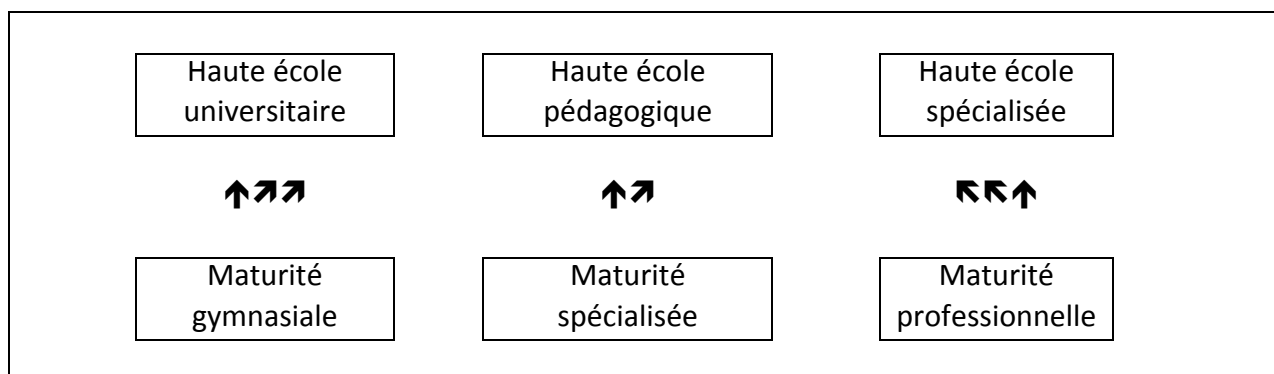 Haute école
universitaire
Haute école
pédagogique
Haute école
spécialisée
Maturité
gymnasiale
Maturité
spécialisée
Maturité
professionnelle